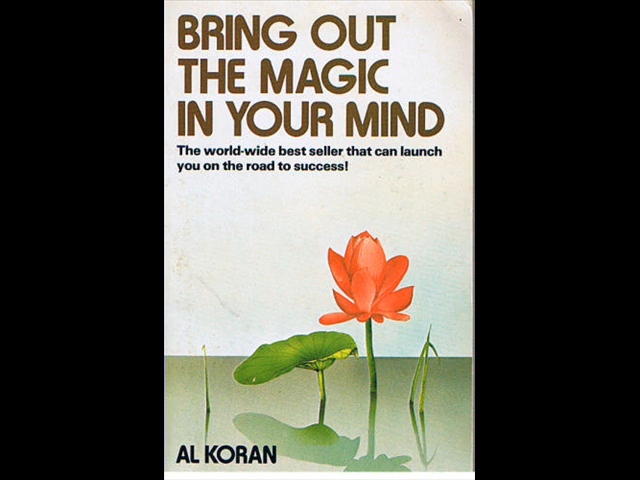 BRING OUT
THE MAGIC
IN YOUR MIND
The world-wide best seller that can launch
you on the road to success!
AL KORAN